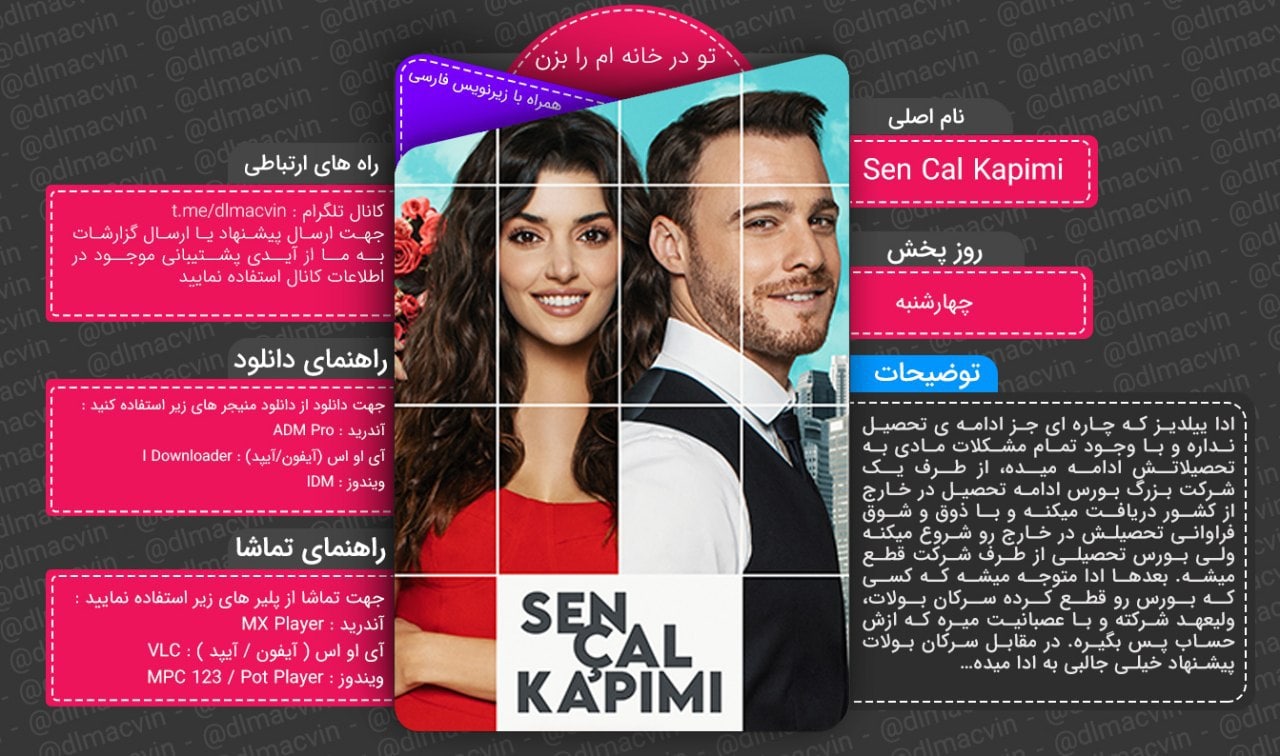 تو در خانه ام را بزن
همراه با زیرنویس فارسی
نام اصلی
Sen Cal Kapimi
روز پخش
چهارشنبه
توضیحات
ادا ییلدیز که چاره ای جز ادامه ی تحصیل
نداره و با وجود تمام مشکلات مادی به
تحصیلاتش ادامه میده، از طرف یک
شرکت بزرگ بورس ادامه تحصیل در خارج
از کشور دریافت میکنه و با ذوق و شوق
فراوانی تحصیلش در خارج رو شروع میکنه
ولی بورس تحصیلی از طرف شرکت قطع
میشه. بعدها ادا متوجه میشه که کسی
که بورس رو قطع کرده سرکان بولات،
ولیعهد شرکته و با عصبانیت میره که ازش
حساب پس بگیره. در مقابل سرکان بولات
پیشنهاد خیلی جالبی به ادا میده...
راه های ارتباطی
کانال تلگرام : t.me/dlmacvin
جهت ارسال پیشنهاد یا ارسال گزارشات
به ما از آیدی پشتیبانی موجود در
اطلاعات کانال استفاده نمایید
راهنمای دانلود
جهت دانلود از دانلود منیجر های زیر استفاده کنید :
آندرید : ADM Pro
آی او اس (آیفون/آیپد) : I Downloader
ویندوز : IDM
راهنمای تماشا
جهت تماشا از پلیر های زیر استفاده نمایید :
آندرید : MX Player
آی او اس ( آیفون / آیپد ) : VLC
ویندوز : MPC 123 / Pot Player
SEN
ÇAL
KAPIMI
@dlmacvin - @dlmacvin - @dlmacvin